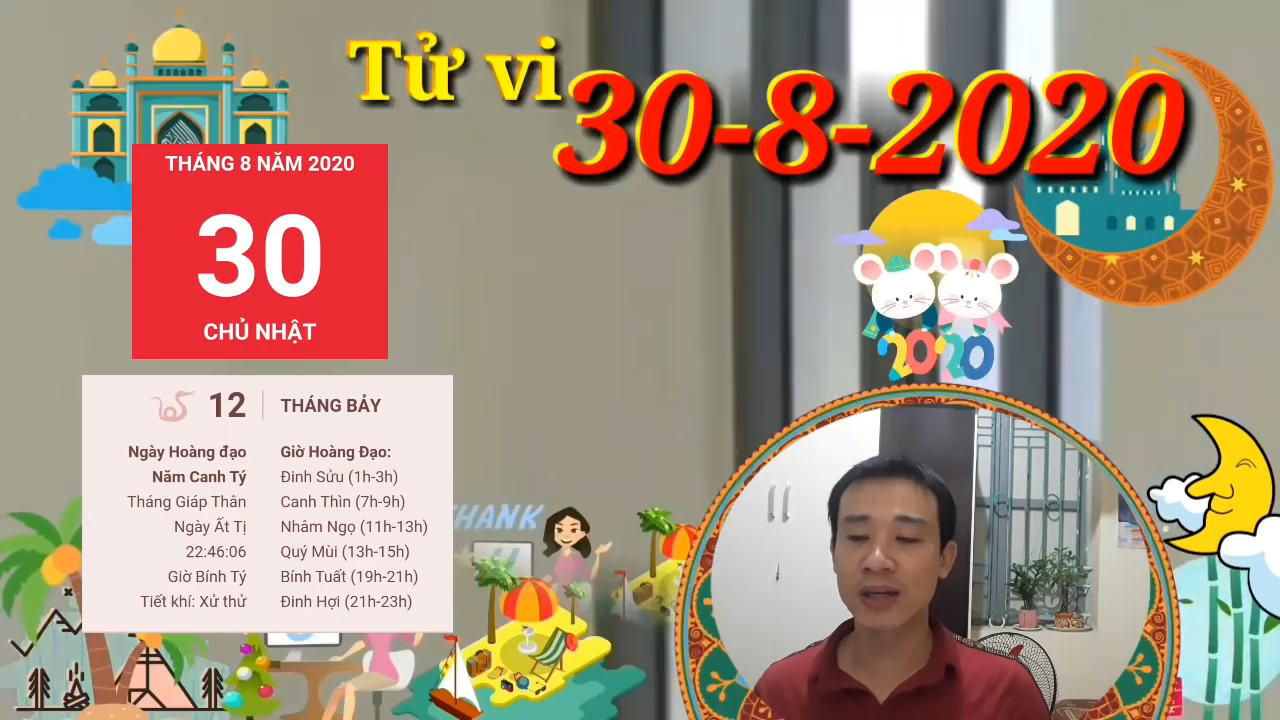 Tử vi
30-8-2020
THÁNG 8 NĂM 2020
30
CHỦ NHẬT
12
THÁNG BẢY
Ngày Hoàng đạo
Năm Canh Tý
Tháng Giáp Thân
Ngày Ất Tị
22:46:06
Giờ Bính Tý
Tiết khí: Xử thử
Giờ Hoàng Đạo:
Đinh Sửu (1h-3h)
Canh Thìn (7h-9h)
Nhâm Ngọ (11h-13h)
Quý Mùi (13h-15h)
Bính Tuất (19h-21h)
Đinh Hợi (21h-23h)
2020
THANK
U